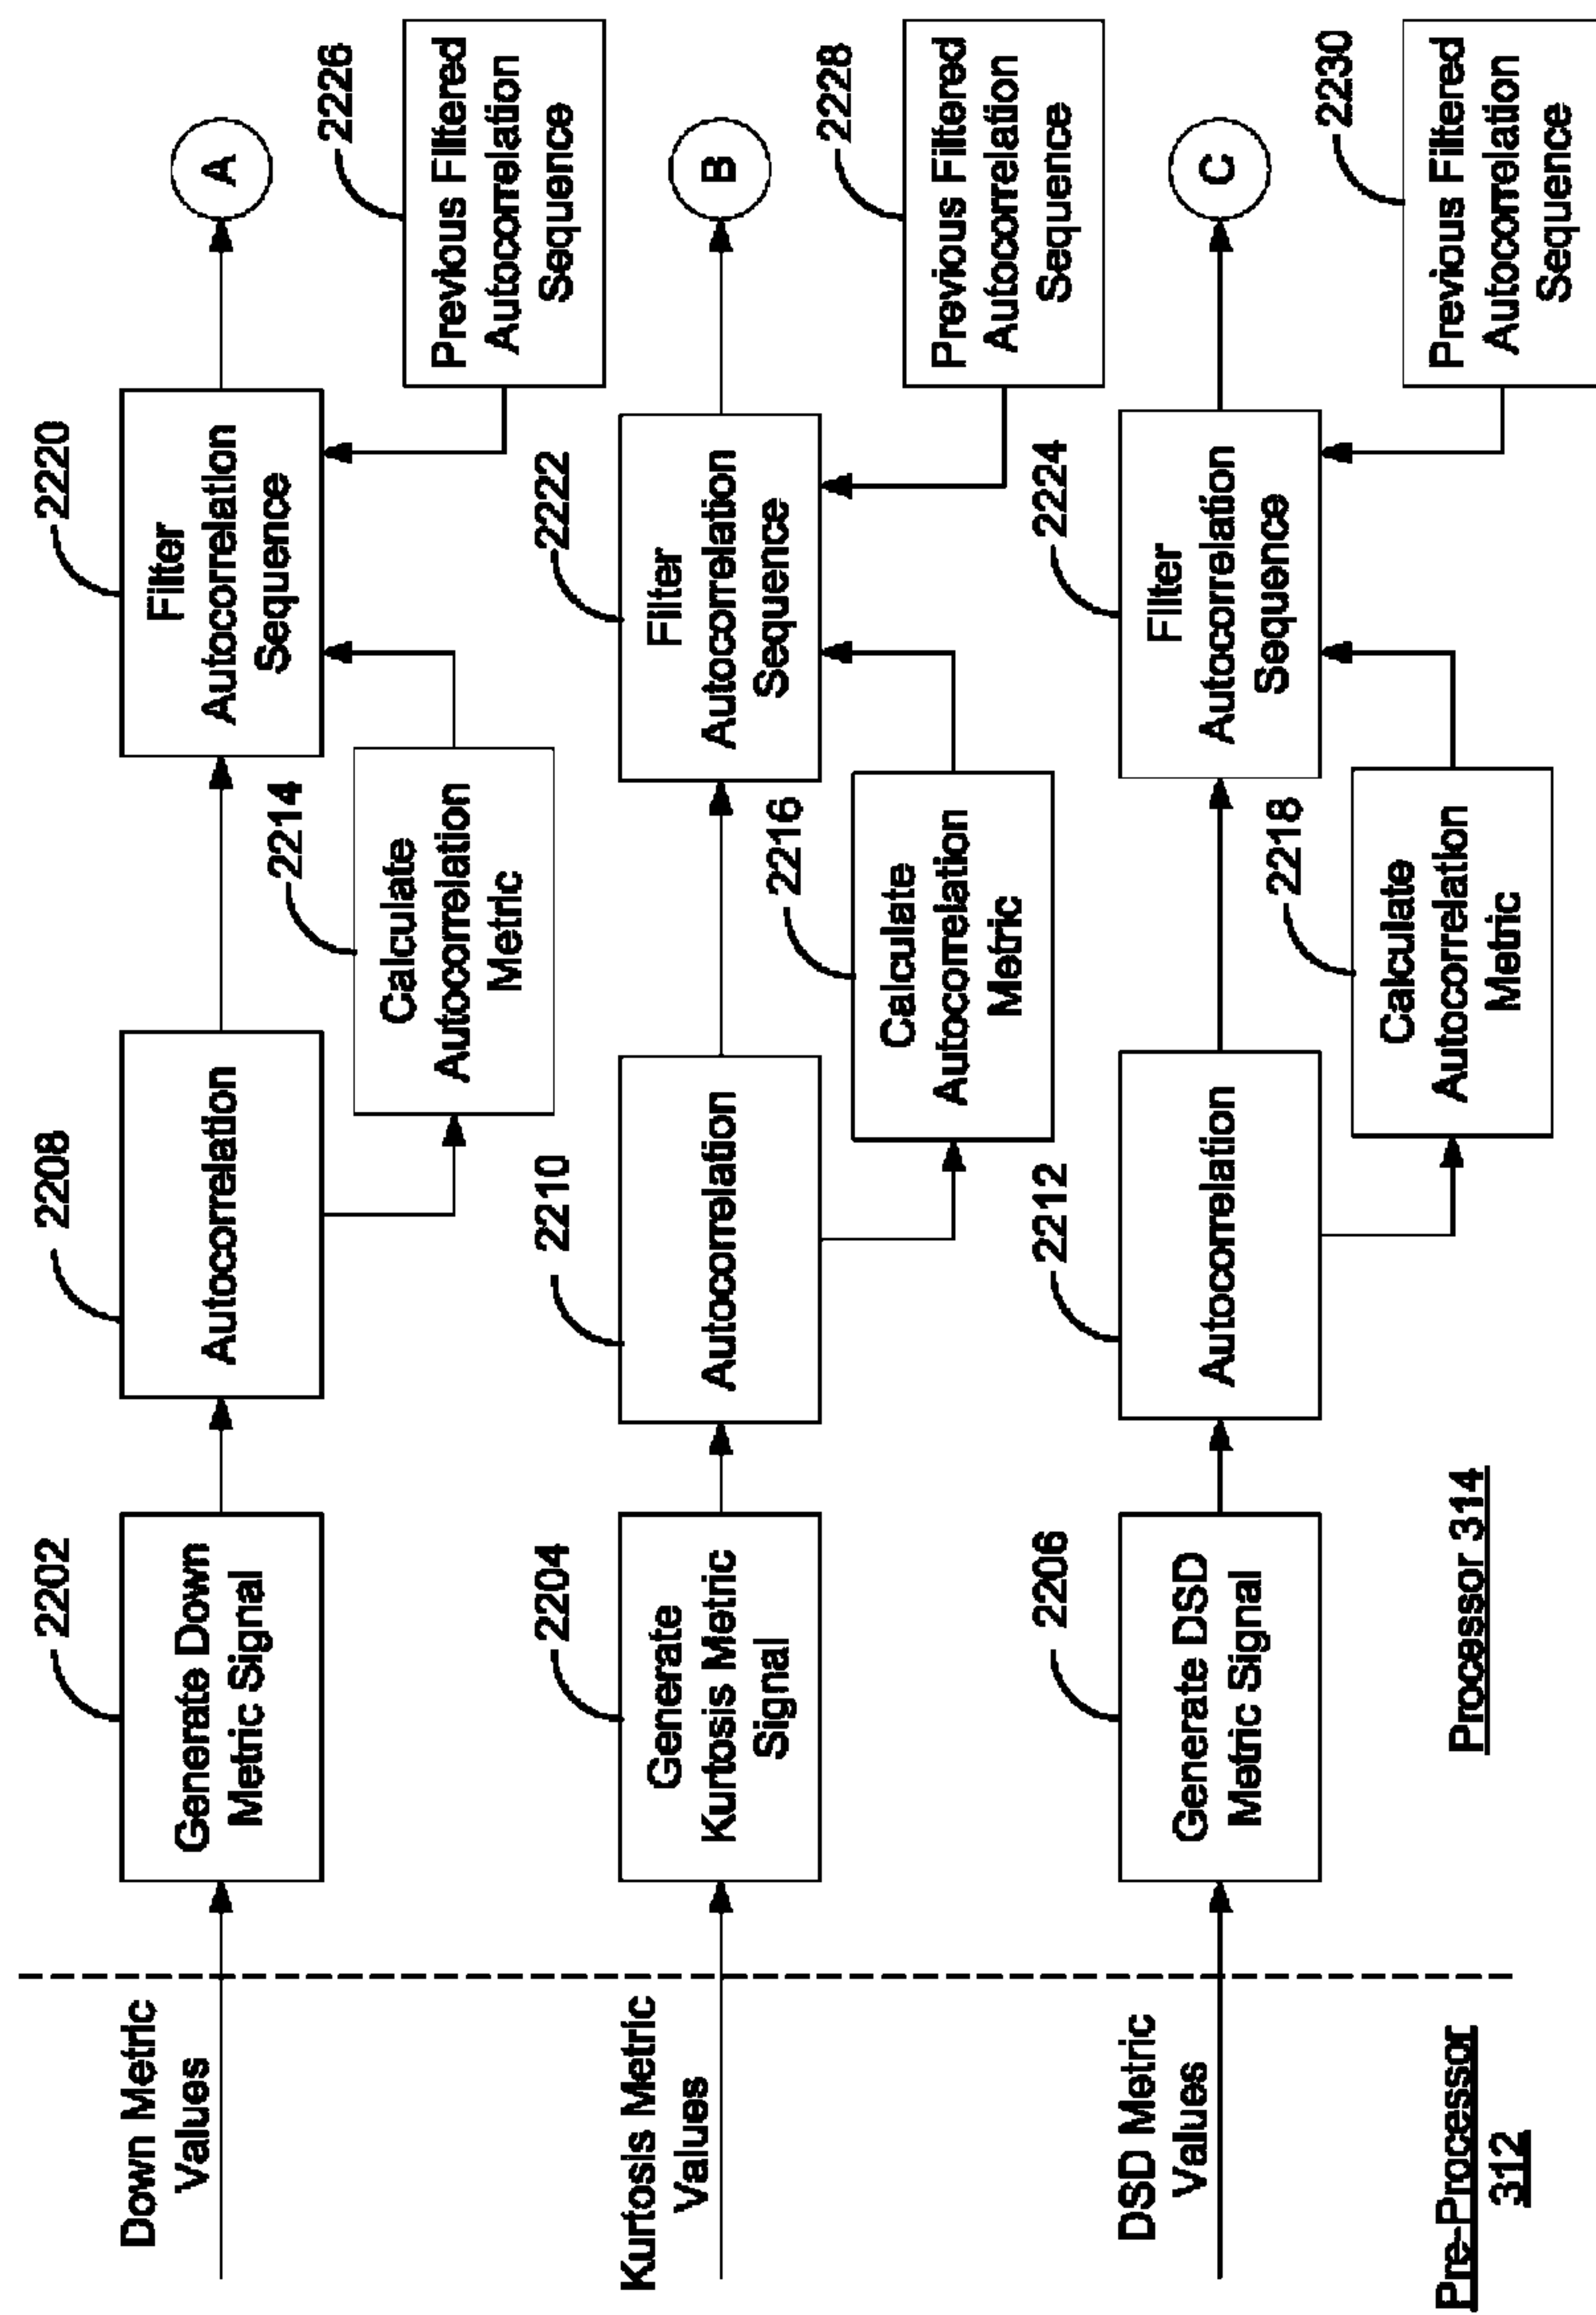 Down Metric
Values
2202
Generate Down
Metric Signal
2208
Autocorrelation
2214
Calculate
Autocorrelation
Metric
2220
Filter
Autocorrelation
Sequence
A
2226
Previous Filtered
Autocorrelation
Sequence
Kurtosis Metric
Values
2204
Generate
Kurtosis Metric
Signal
2210
Autocorrelation
2216
Calculate
Autocorrelation
Metric
2222
Filter
Autocorrelation
Sequence
B
2228
Previous Filtered
Autocorrelation
Sequence
DSD Metric
Values
2206
Generate DSD
Metric Signal
2212
Autocorrelation
2218
Calculate
Autocorrelation
Metric
2224
Filter
Autocorrelation
Sequence
C
2230
Previous Filtered
Autocorrelation
Sequence
Pre-Processor
312
Processor 314